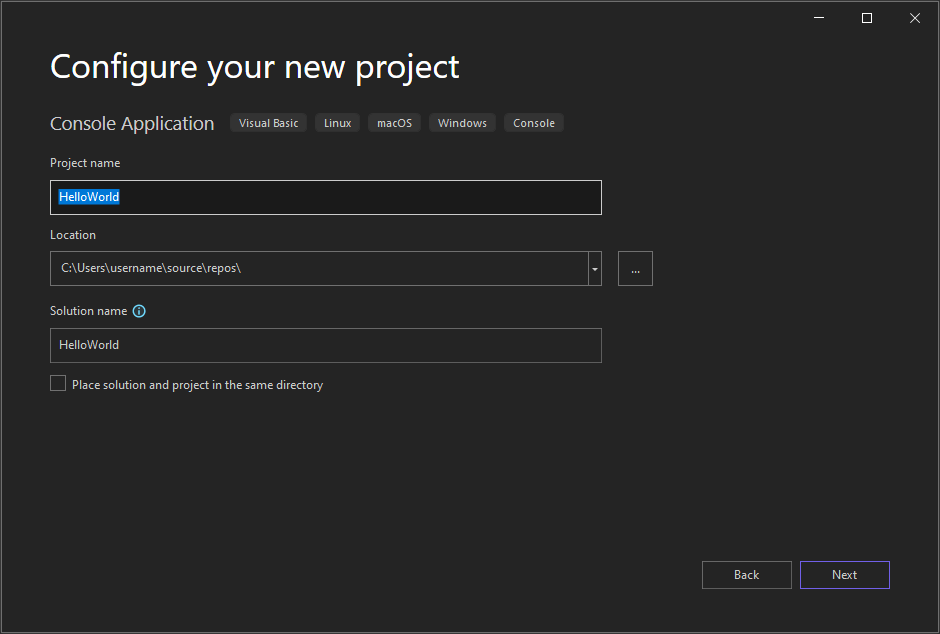 Configure your new project
Console Application Visual Basic Linux macOS Windows Console
Project name
HelloWorld
Location
C:\Users\username\source\repos\
...
Solution name
HelloWorld
Place solution and project in the same directory
Back Next